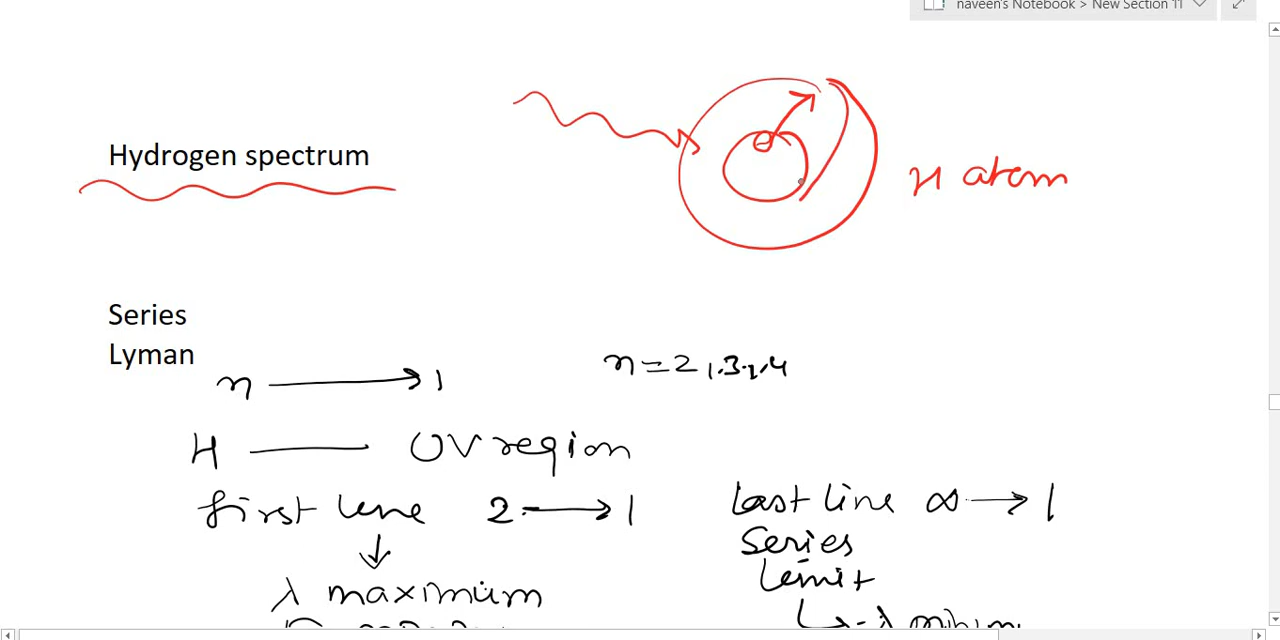 naveen's Notebook > New Section 11
Hydrogen spectrum
H atom
Series
Lyman
n = 2, 3, 4
n → 1
H — UV region
first line 2 → 1
Last line ∞ → 1
Series
limit
λ maximum
λ